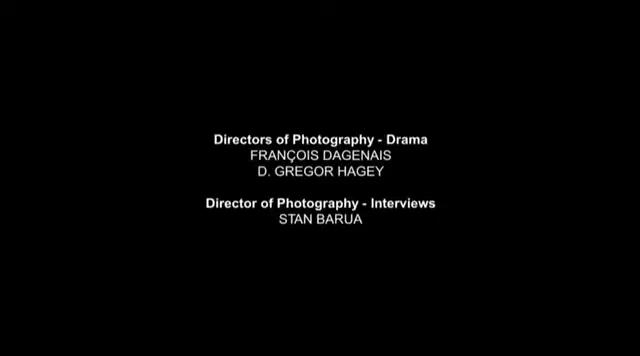 Directors of Photography - Drama
FRANÇOIS DAGENAIS
D. GREGOR HAGEY
Director of Photography - Interviews
STAN BARUA